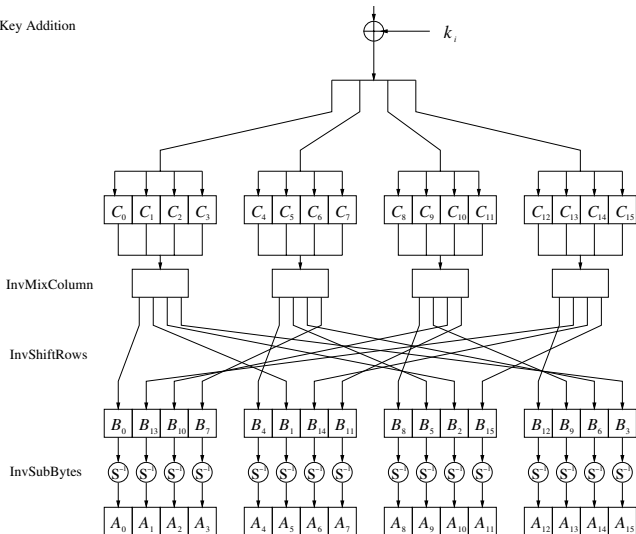 Key Addition
k_i
C_0 C_1 C_2 C_3 C_4 C_5 C_6 C_7 C_8 C_9 C_10 C_11 C_12 C_13 C_14 C_15
InvMixColumn
InvShiftRows
B_0 B_13 B_10 B_7 B_4 B_1 B_14 B_11 B_8 B_5 B_2 B_15 B_12 B_9 B_6 B_3
InvSubBytes S^-1 S^-1 S^-1 S^-1 S^-1 S^-1 S^-1 S^-1 S^-1 S^-1 S^-1 S^-1 S^-1 S^-1 S^-1 S^-1
A_0 A_1 A_2 A_3 A_4 A_5 A_6 A_7 A_8 A_9 A_10 A_11 A_12 A_13 A_14 A_15